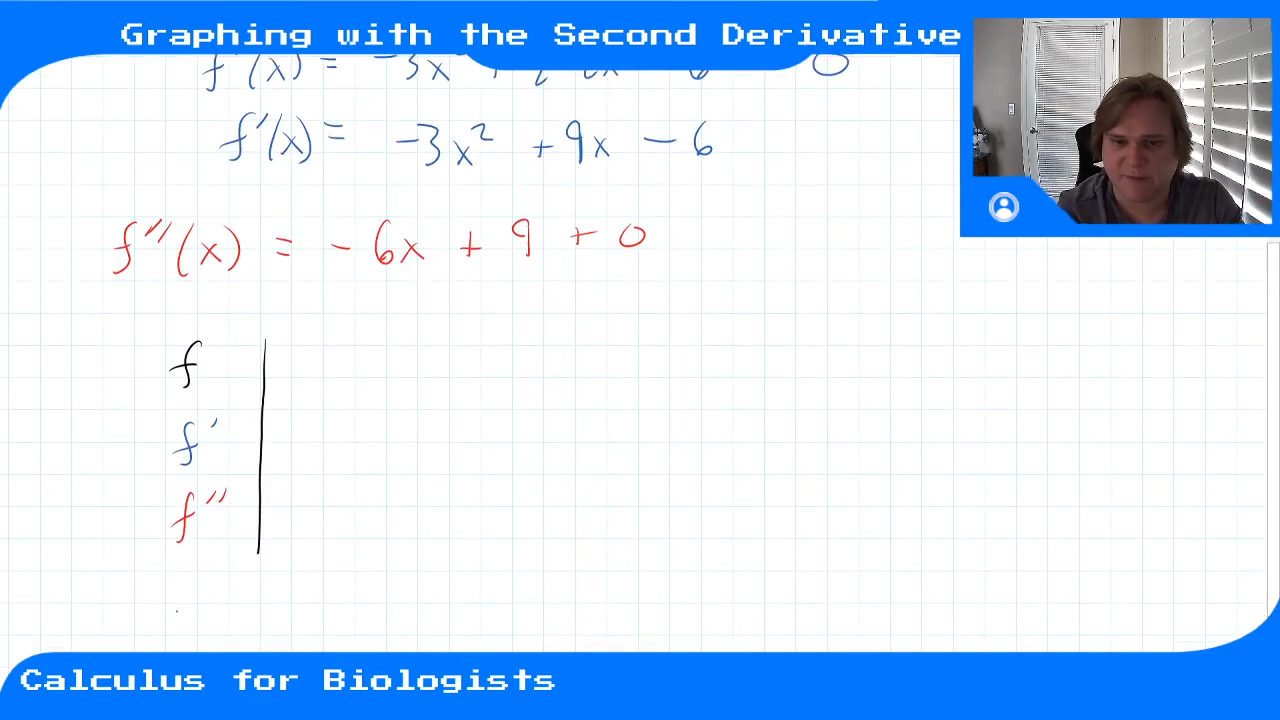 Graphing with the Second Derivative
f'(x) = -3x² + 9x - 6
f''(x) = -6x + 9 + 0
f
f'
f''
Calculus for Biologists